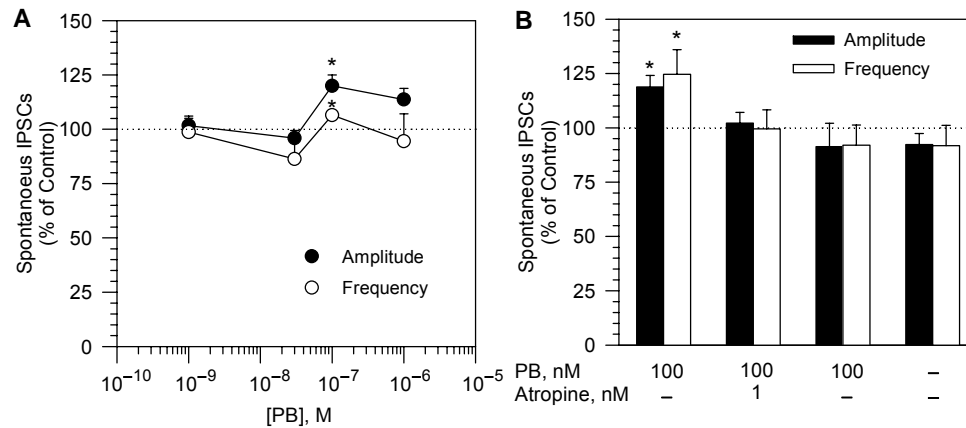 A
B
Spontanoeus IPSCs
(% of Control)
150
125
100
75
50
25
0
*
*
Amplitude
Frequency
10−10
10−9
10−8
10−7
10−6
10−5
[PB], M
Spontaneous IPSCs
(% of Control)
150
125
100
75
50
25
0
*
*
Amplitude
Frequency
PB, nM 100 100 100 –
Atropine, nM – 1 – –